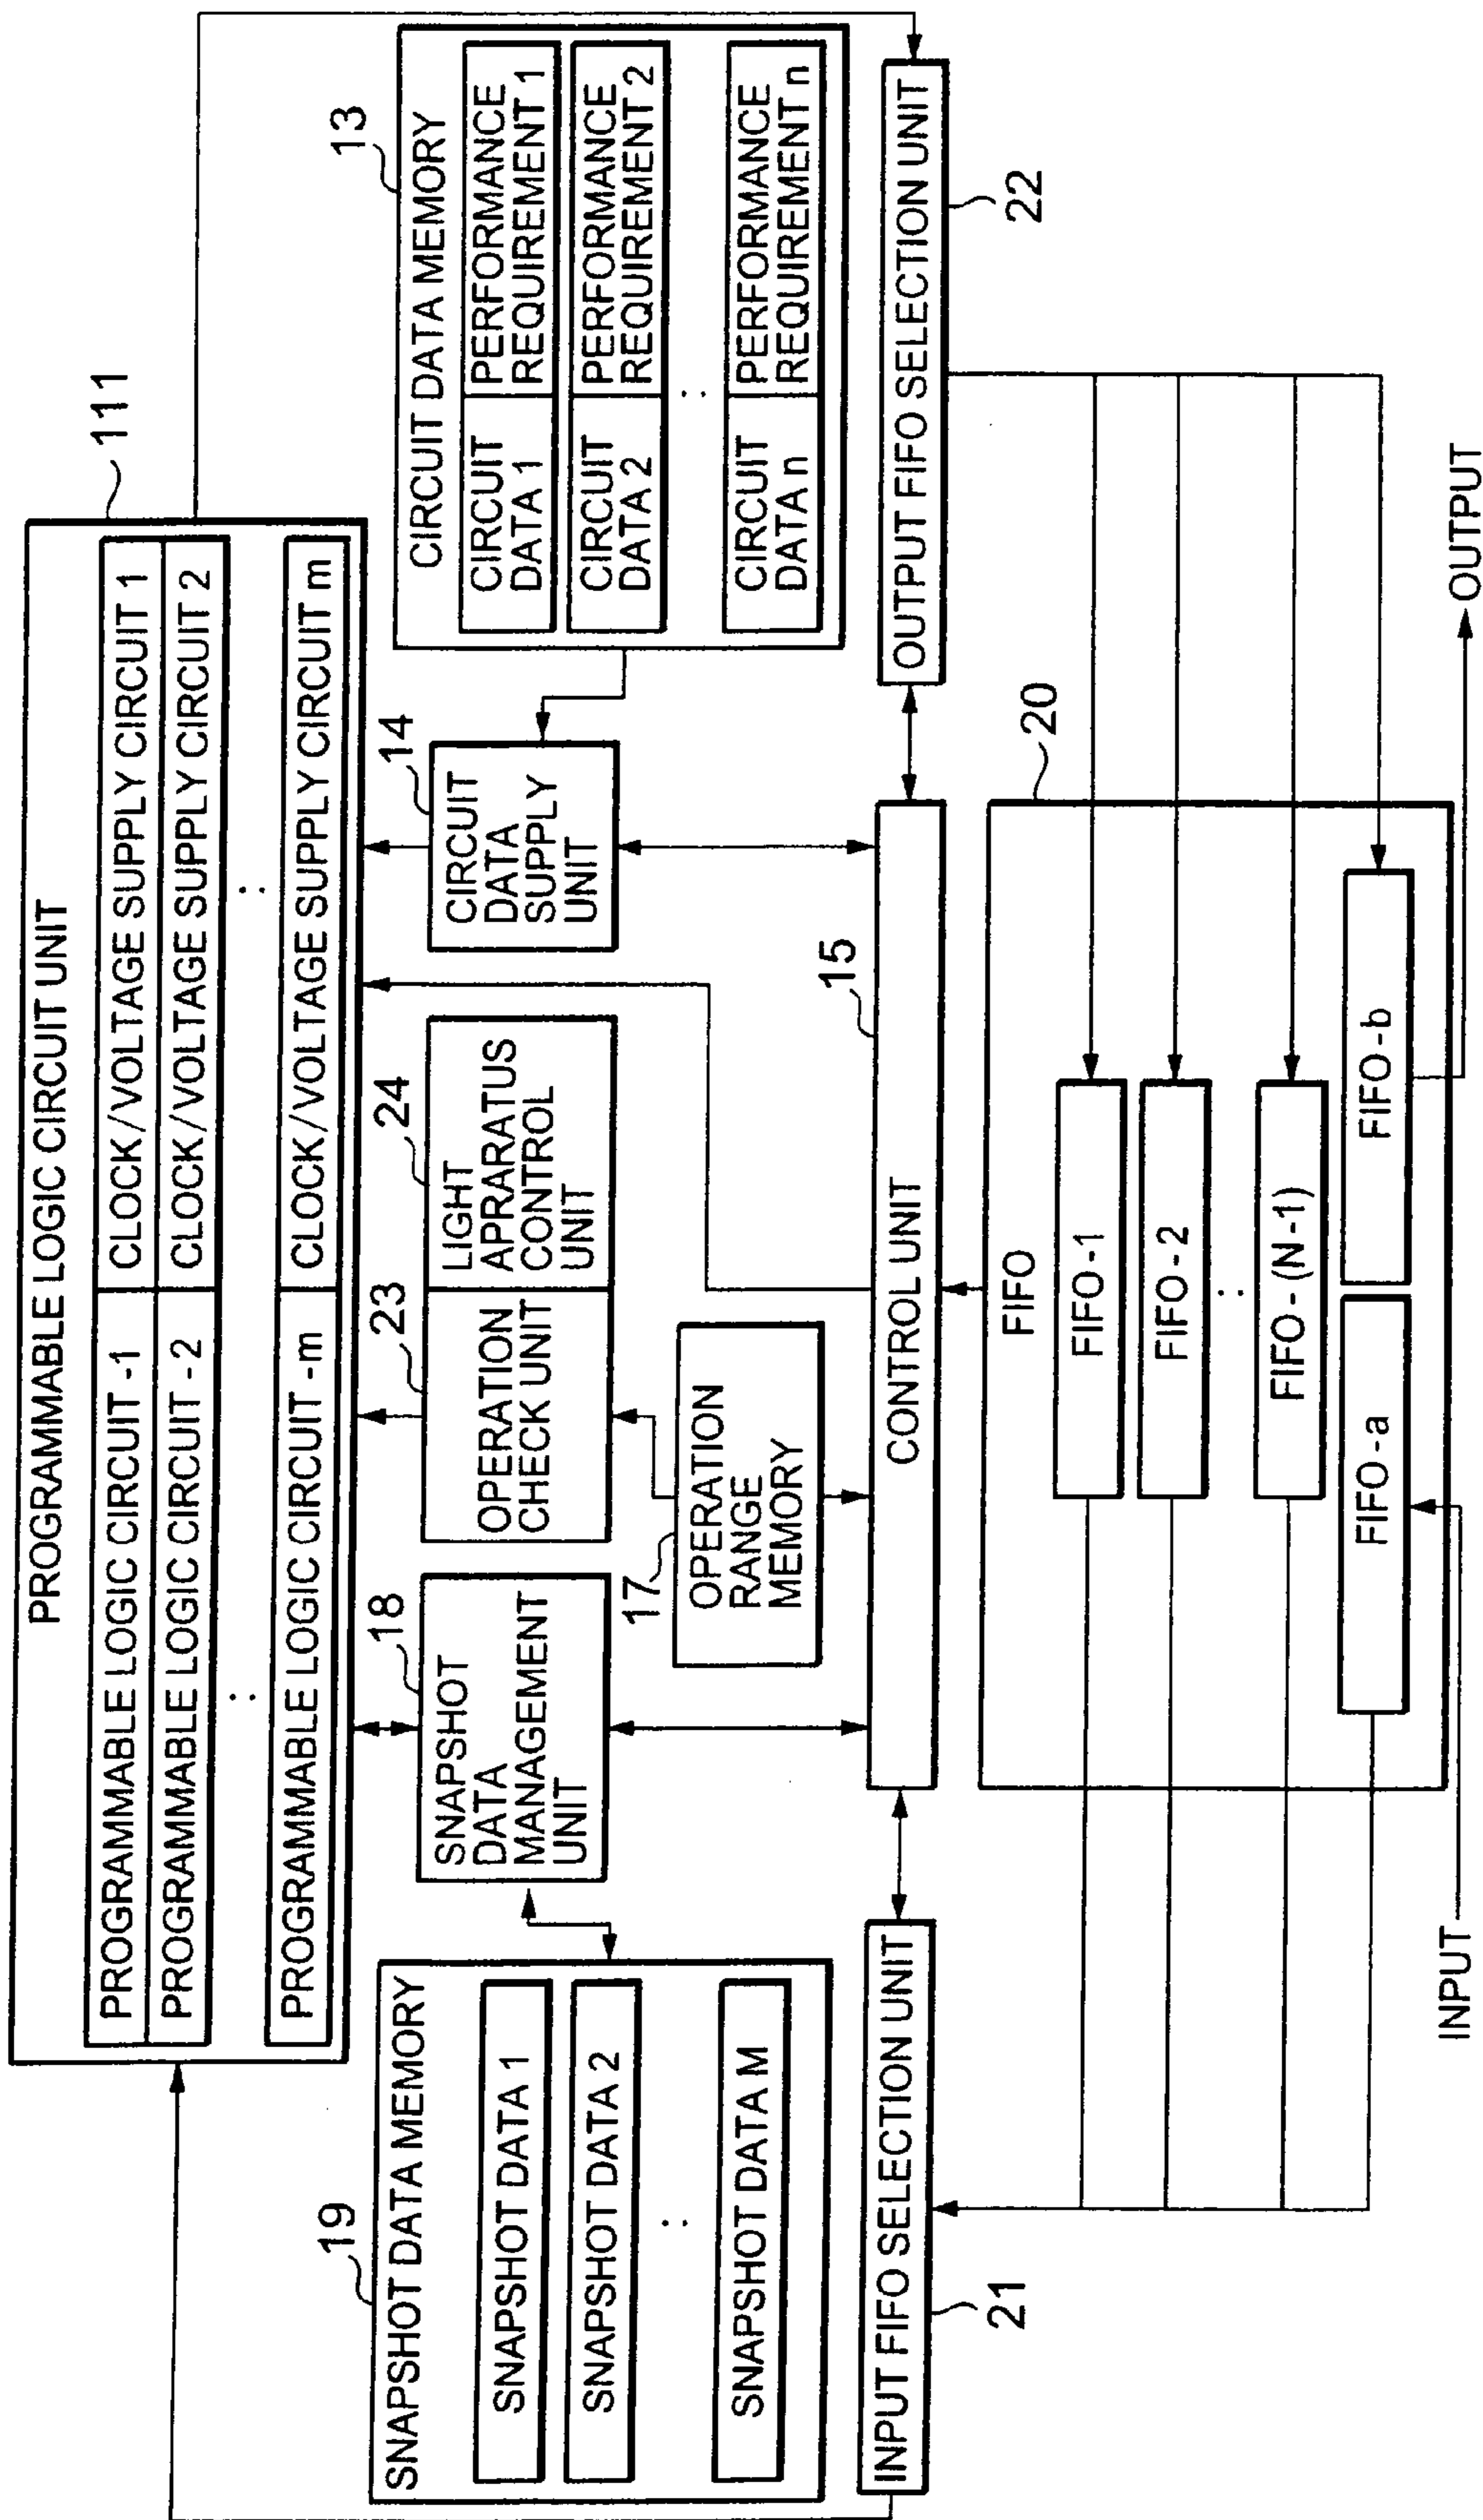 PROGRAMMABLE LOGIC CIRCUIT UNIT
111
PROGRAMMABLE LOGIC CIRCUIT -1
CLOCK/VOLTAGE SUPPLY CIRCUIT 1
PROGRAMMABLE LOGIC CIRCUIT -2
CLOCK/VOLTAGE SUPPLY CIRCUIT 2
:
:
PROGRAMMABLE LOGIC CIRCUIT -m
CLOCK/VOLTAGE SUPPLY CIRCUIT m
19
SNAPSHOT DATA MEMORY
SNAPSHOT DATA 1
SNAPSHOT DATA 2
:
SNAPSHOT DATA M
18
SNAPSHOT
DATA
MANAGEMENT
UNIT
23
OPERATION
CHECK UNIT
24
LIGHT
APRARATUS
CONTROL
UNIT
14
CIRCUIT
DATA
SUPPLY
UNIT
13
CIRCUIT DATA MEMORY
CIRCUIT
DATA 1
PERFORMANCE
REQUIREMENT 1
CIRCUIT
DATA 2
PERFORMANCE
REQUIREMENT 2
:
CIRCUIT
DATA n
PERFORMANCE
REQUIREMENT n
17
OPERATION
RANGE
MEMORY
INPUT FIFO SELECTION UNIT
21
15
CONTROL UNIT
OUTPUT FIFO SELECTION UNIT
22
20
FIFO
FIFO-1
FIFO-2
:
FIFO-(N-1)
FIFO-a
FIFO-b
INPUT
OUTPUT